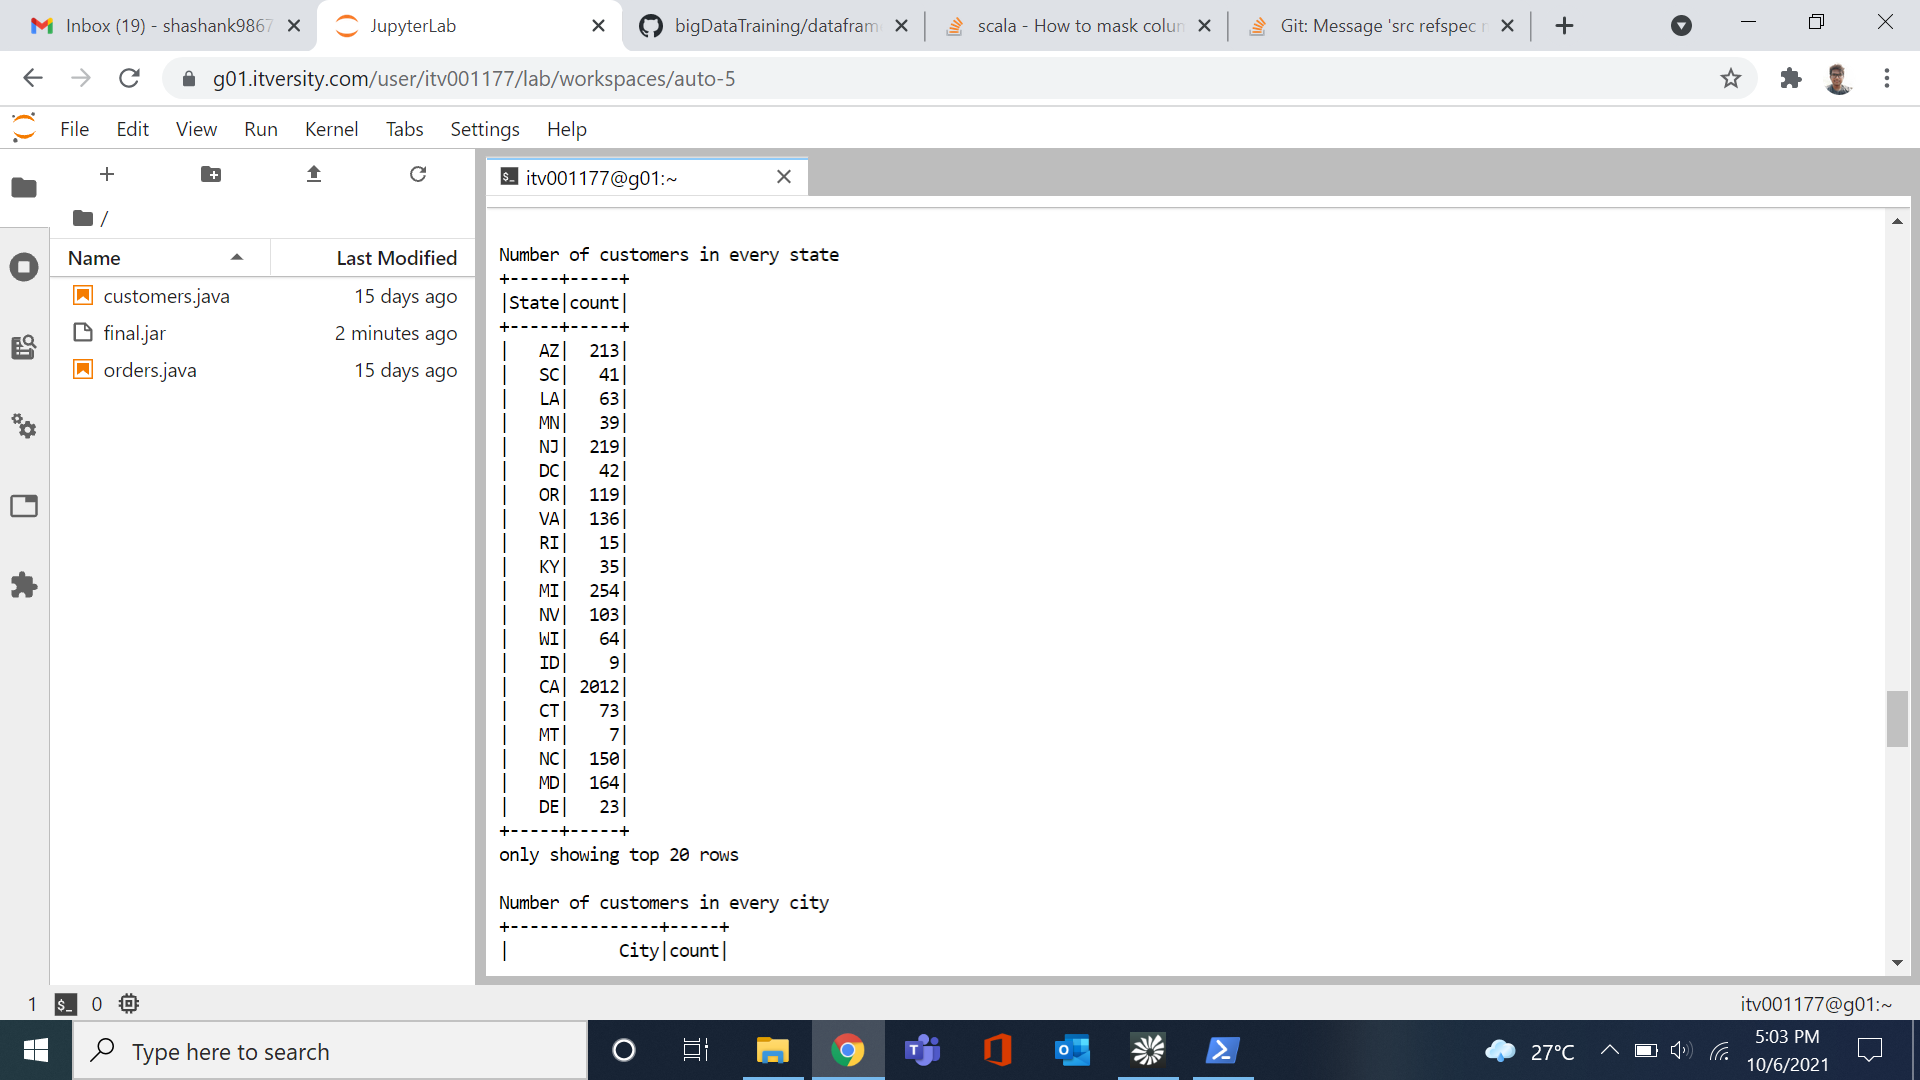 Inbox (19) - shashank9867
JupyterLab
bigDataTraining/datafram
scala - How to mask colun
Git: Message 'src refspec r
g01.itversity.com/user/itv001177/lab/workspaces/auto-5
File Edit View Run Kernel Tabs Settings Help
itv001177@g01:~
/
Name Last Modified
customers.java 15 days ago
final.jar 2 minutes ago
orders.java 15 days ago
Number of customers in every state
+-----+-----+
|State|count|
+-----+-----+
|   AZ|  213|
|   SC|   41|
|   LA|   63|
|   MN|   39|
|   NJ|  219|
|   DC|   42|
|   OR|  119|
|   VA|  136|
|   RI|   15|
|   KY|   35|
|   MI|  254|
|   NV|  103|
|   WI|   64|
|   ID|    9|
|   CA| 2012|
|   CT|   73|
|   MT|    7|
|   NC|  150|
|   MD|  164|
|   DE|   23|
+-----+-----+
only showing top 20 rows
Number of customers in every city
+---------------+-----+
|           City|count|
1 $_ 0
itv001177@g01:~
Type here to search
27°C
5:03 PM
10/6/2021